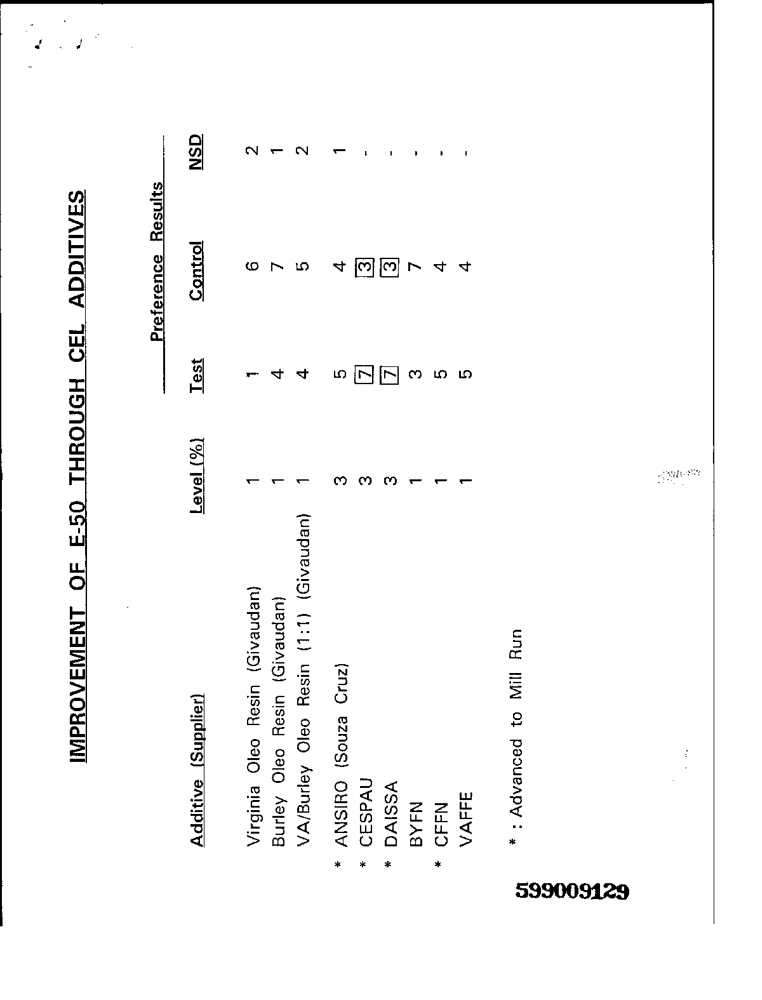 IMPROVEMENT OF E-50 THROUGH CEL ADDITIVES
Preference Results
Additive (Supplier) Level (%) Test Control NSD
Virginia Oleo Resin (Givaudan) 1 1 6 2
Burley Oleo Resin (Givaudan) 1 4 7 1
VA/Burley Oleo Resin (1:1) (Givaudan) 1 4 5 2
* ANSIRO (Souza Cruz) 3 5 4 1
* CESPAU 3 7 3 -
* DAISSA 3 7 3 -
BYFN 1 3 7 -
* CFFN 1 5 4 -
VAFFE 1 5 4 -
* : Advanced to Mill Run
599009129